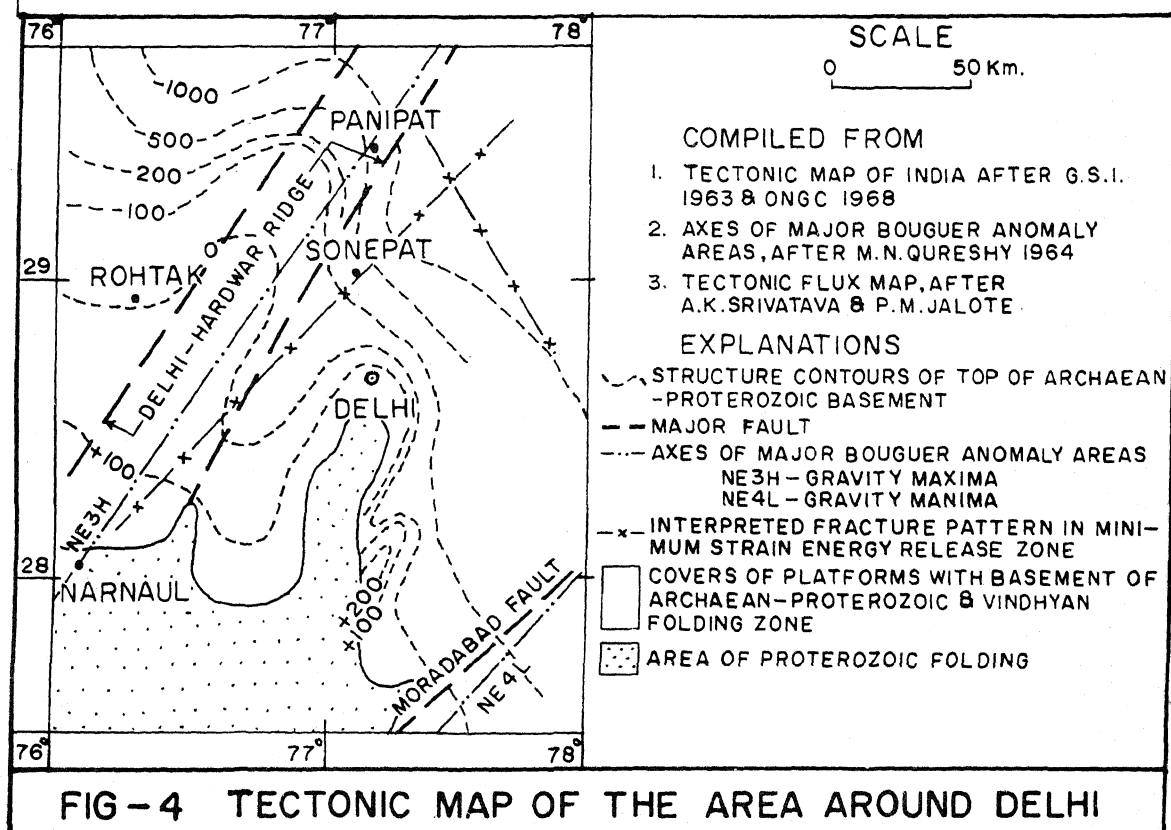 76° 77° 78°
-1000
500
-200
-100
0
PANIPAT
DELHI-HARDWAR RIDGE
SONEPAT
29
ROHTAK
DELHI
+100
NE3H
28
NARNAUL
+200
+100
MORADABAD FAULT
NE4L
76° 77° 78°
SCALE
0 50 Km.
COMPILED FROM
1. TECTONIC MAP OF INDIA AFTER G.S.I.
1963 & ONGC 1968
2. AXES OF MAJOR BOUGUER ANOMALY
AREAS, AFTER M.N.QURESHY 1964
3. TECTONIC FLUX MAP, AFTER
A.K.SRIVATAVA & P.M.JALOTE
EXPLANATIONS
STRUCTURE CONTOURS OF TOP OF ARCHAEAN
-PROTEROZOIC BASEMENT
MAJOR FAULT
AXES OF MAJOR BOUGUER ANOMALY AREAS
NE3H-GRAVITY MAXIMA
NE4L-GRAVITY MANIMA
INTERPRETED FRACTURE PATTERN IN MINI-
MUM STRAIN ENERGY RELEASE ZONE
COVERS OF PLATFORMS WITH BASEMENT OF
ARCHAEAN-PROTEROZOIC & VINDHYAN
FOLDING ZONE
AREA OF PROTEROZOIC FOLDING
FIG-4 TECTONIC MAP OF THE AREA AROUND DELHI